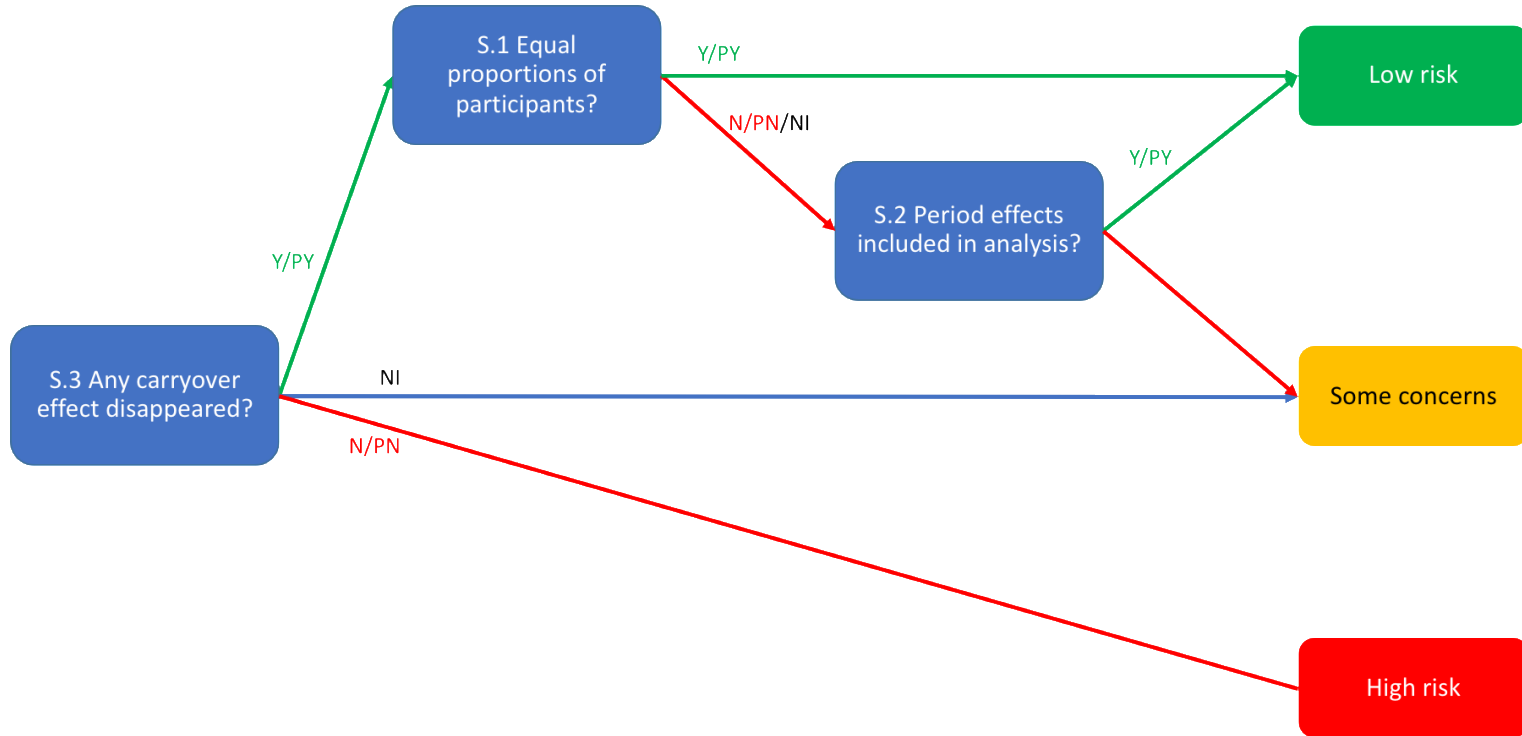 S.1 Equal
proportions of
participants?
Y/PY
Low risk
N/PN/NI
Y/PY
S.2 Period effects
included in analysis?
Y/PY
S.3 Any carryover
effect disappeared?
NI
Some concerns
N/PN
High risk